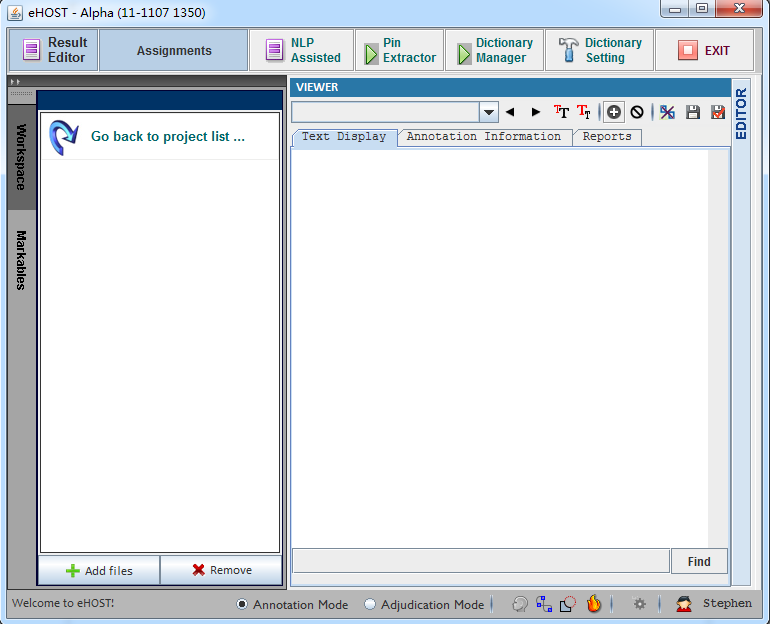 eHOST - Alpha (11-1107 1350)
Result
Editor
Assignments
NLP
Assisted
Pin
Extractor
Dictionary
Manager
Dictionary
Setting
EXIT
Workspace
Markables
Go back to project list ...
Add files
Remove
VIEWER
EDITOR
Text Display
Annotation Information
Reports
Find
Welcome to eHOST!
Annotation Mode
Adjudication Mode
Stephen